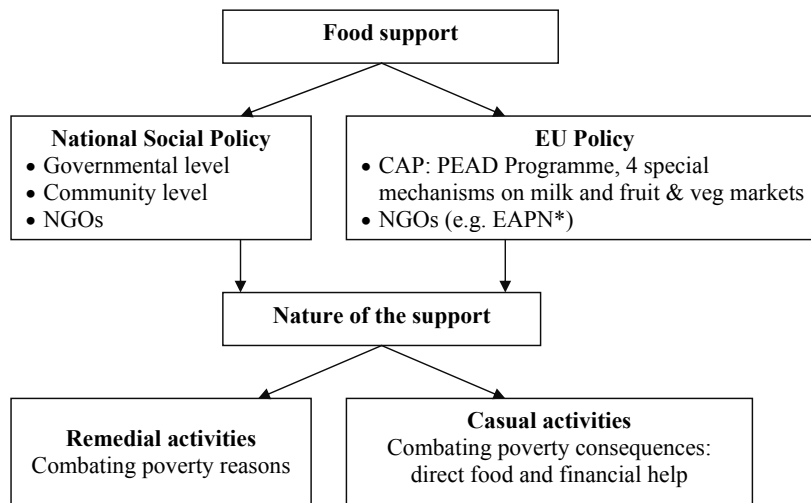 Food support
National Social Policy
• Governmental level
• Community level
• NGOs
EU Policy
• CAP: PEAD Programme, 4 special
mechanisms on milk and fruit & veg markets
• NGOs (e.g. EAPN*)
Nature of the support
Remedial activities
Combating poverty reasons
Casual activities
Combating poverty consequences:
direct food and financial help